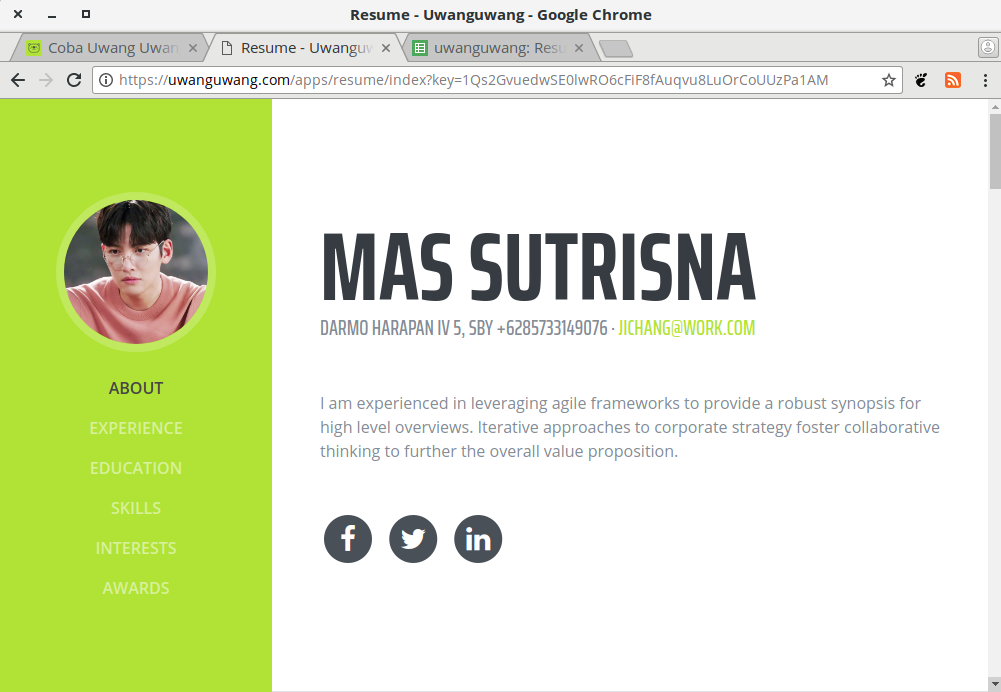 Resume - Uwanguwang - Google Chrome
Coba Uwang Uwan
Resume - Uwanguw
uwanguwang: Resu
https://uwanguwang.com/apps/resume/index?key=1Qs2GvuedwSE0lwRO6cFiF8fAuqvu8LuOrCoUUzPa1AM
ABOUT
EXPERIENCE
EDUCATION
SKILLS
INTERESTS
AWARDS
MAS SUTRISNA
DARMO HARAPAN IV 5, SBY +6285733149076 · JICHANG@WORK.COM
I am experienced in leveraging agile frameworks to provide a robust synopsis for
high level overviews. Iterative approaches to corporate strategy foster collaborative
thinking to further the overall value proposition.